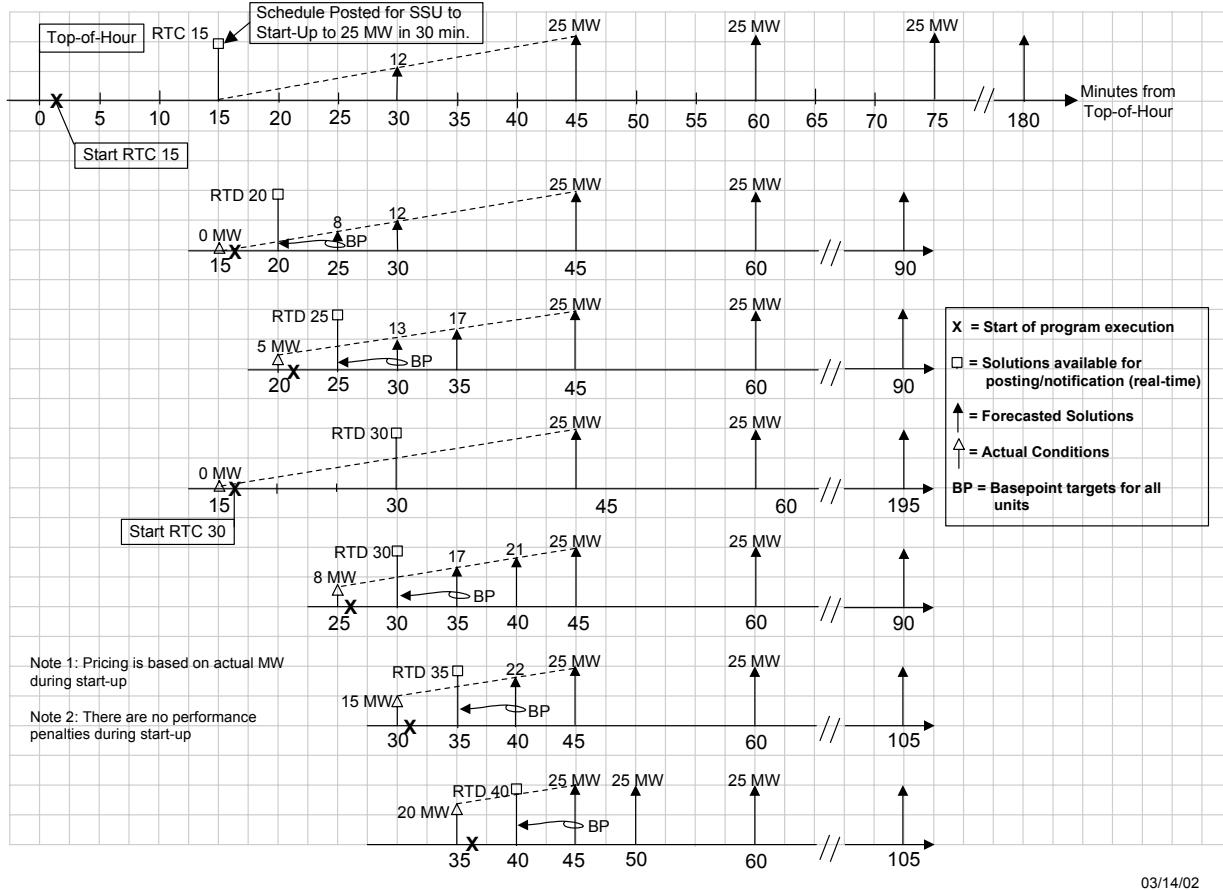 Schedule Posted for SSU to
Start-Up to 25 MW in 30 min.
Top-of-Hour
RTC 15
12
25 MW
25 MW
25 MW
X
0 5 10 15 20 25 30 35 40 45 50 55 60 65 70 75 // 180
Minutes from
Top-of-Hour
Start RTC 15
RTD 20
0 MW
8
12
25 MW
25 MW
X
BP
15 20 25 30 45 60 // 90
RTD 25
5 MW
13
17
25 MW
25 MW
X
BP
20 25 30 35 45 60 // 90
X = Start of program execution
= Solutions available for
posting/notification (real-time)
= Forecasted Solutions
= Actual Conditions
BP = Basepoint targets for all
units
RTD 30
0 MW
25 MW
25 MW
X
15 30 45 60 // 195
Start RTC 30
RTD 30
8 MW
17
21
25 MW
25 MW
X
BP
25 30 35 40 45 60 // 90
Note 1: Pricing is based on actual MW
during start-up
Note 2: There are no performance
penalties during start-up
RTD 35
15 MW
22
25 MW
25 MW
X
BP
30 35 40 45 60 // 105
RTD 40
20 MW
25 MW
25 MW
25 MW
X
BP
35 40 45 50 60 // 105
03/14/02